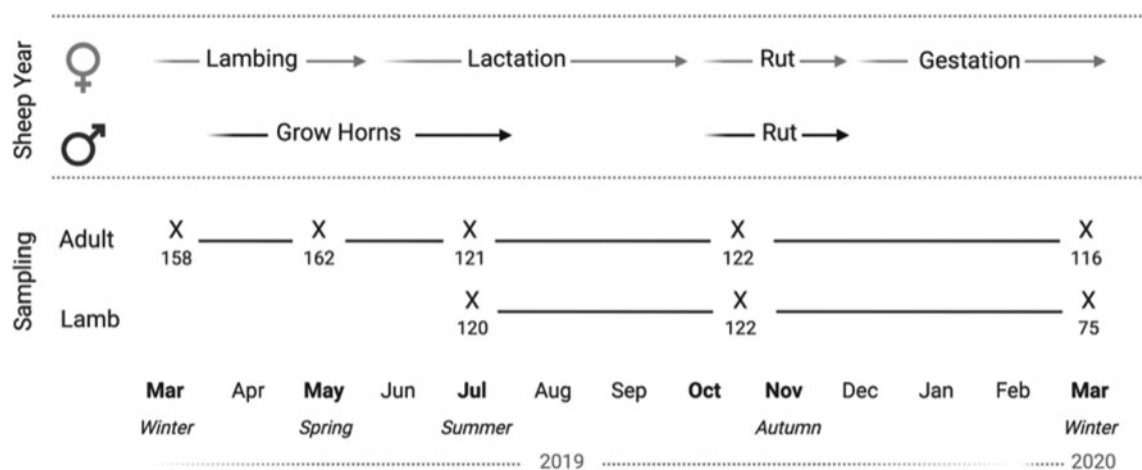 Sheep Year
Lambing Lactation Rut Gestation
Grow Horns Rut
Sampling
Adult X X X X X
158 162 121 122 116
Lamb X X X
120 122 75
Mar Apr May Jun Jul Aug Sep Oct Nov Dec Jan Feb Mar
Winter Spring Summer Autumn Winter
2019 2020